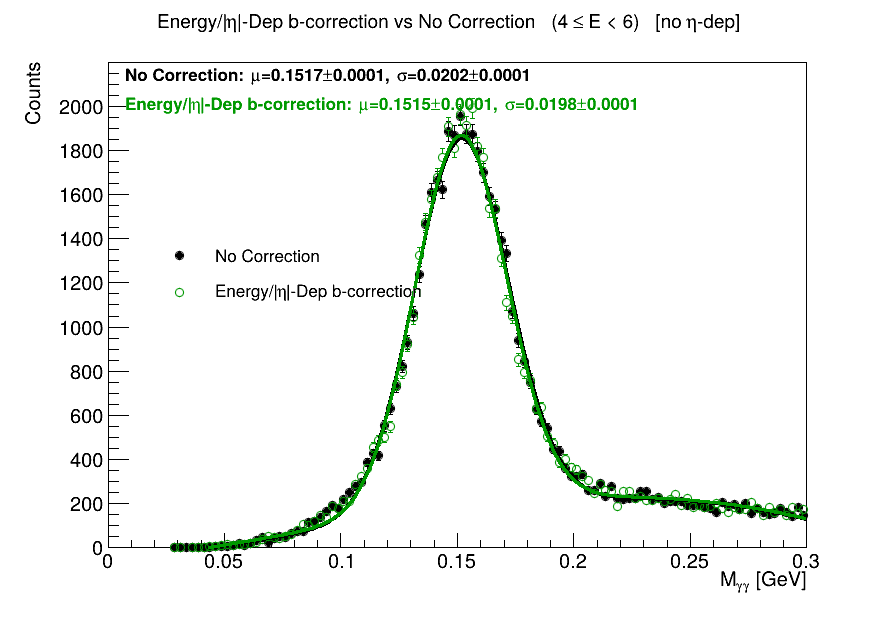 Energy/|η|-Dep b-correction vs No Correction (4 ≤ E < 6) [no η-dep]
Counts
No Correction: μ=0.1517±0.0001, σ=0.0202±0.0001
Energy/|η|-Dep b-correction: μ=0.1515±0.0001, σ=0.0198±0.0001
2000
1800
1600
1400
1200
1000
800
600
400
200
0
No Correction
Energy/|η|-Dep b-correction
0 0.05 0.1 0.15 0.2 0.25 0.3
Mγγ [GeV]